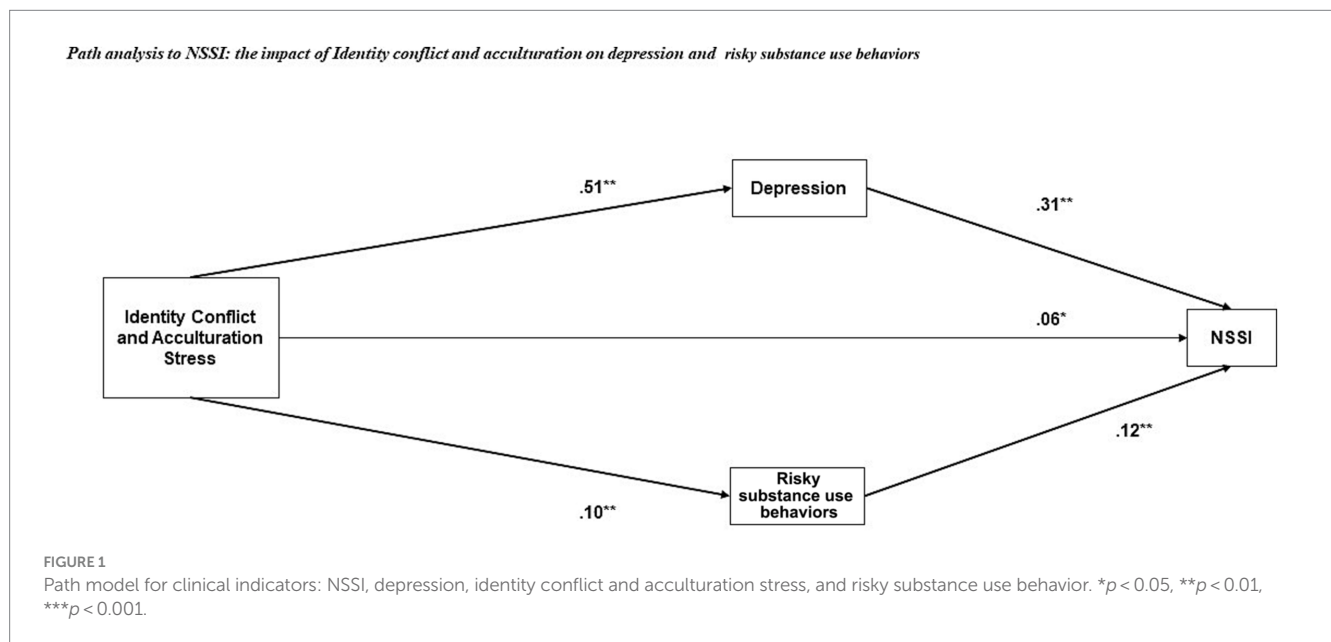 Path analysis to NSSI: the impact of Identity conflict and acculturation on depression and risky substance use behaviors
.51**
Depression
.31**
Identity Conflict
and Acculturation
Stress
.06*
NSSI
.12**
Risky
substance use
behaviors
.10**
FIGURE 1
Path model for clinical indicators: NSSI, depression, identity conflict and acculturation stress, and risky substance use behavior. *p < 0.05, **p < 0.01,
***p < 0.001.